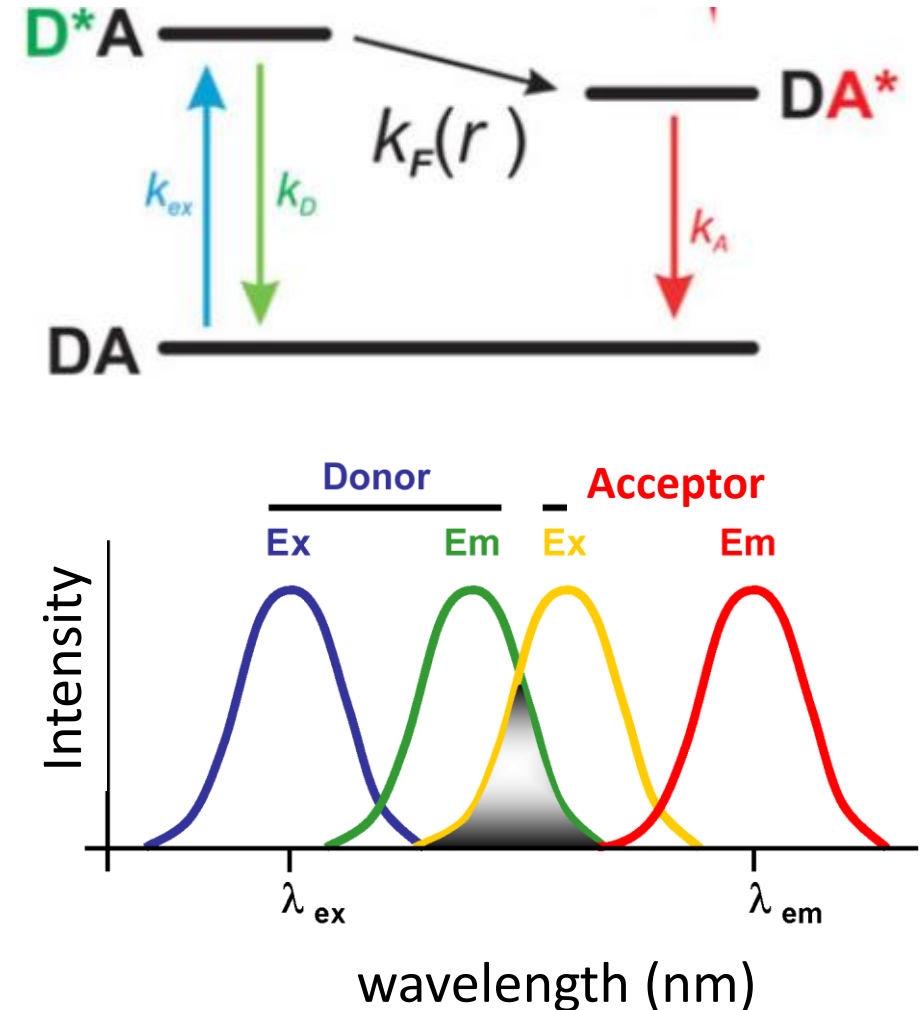 D*A
DA*
k_F(r)
k_ex
k_D
k_A
DA
Donor
Acceptor
Ex
Em
Ex
Em
Intensity
λ ex
λ em
wavelength (nm)